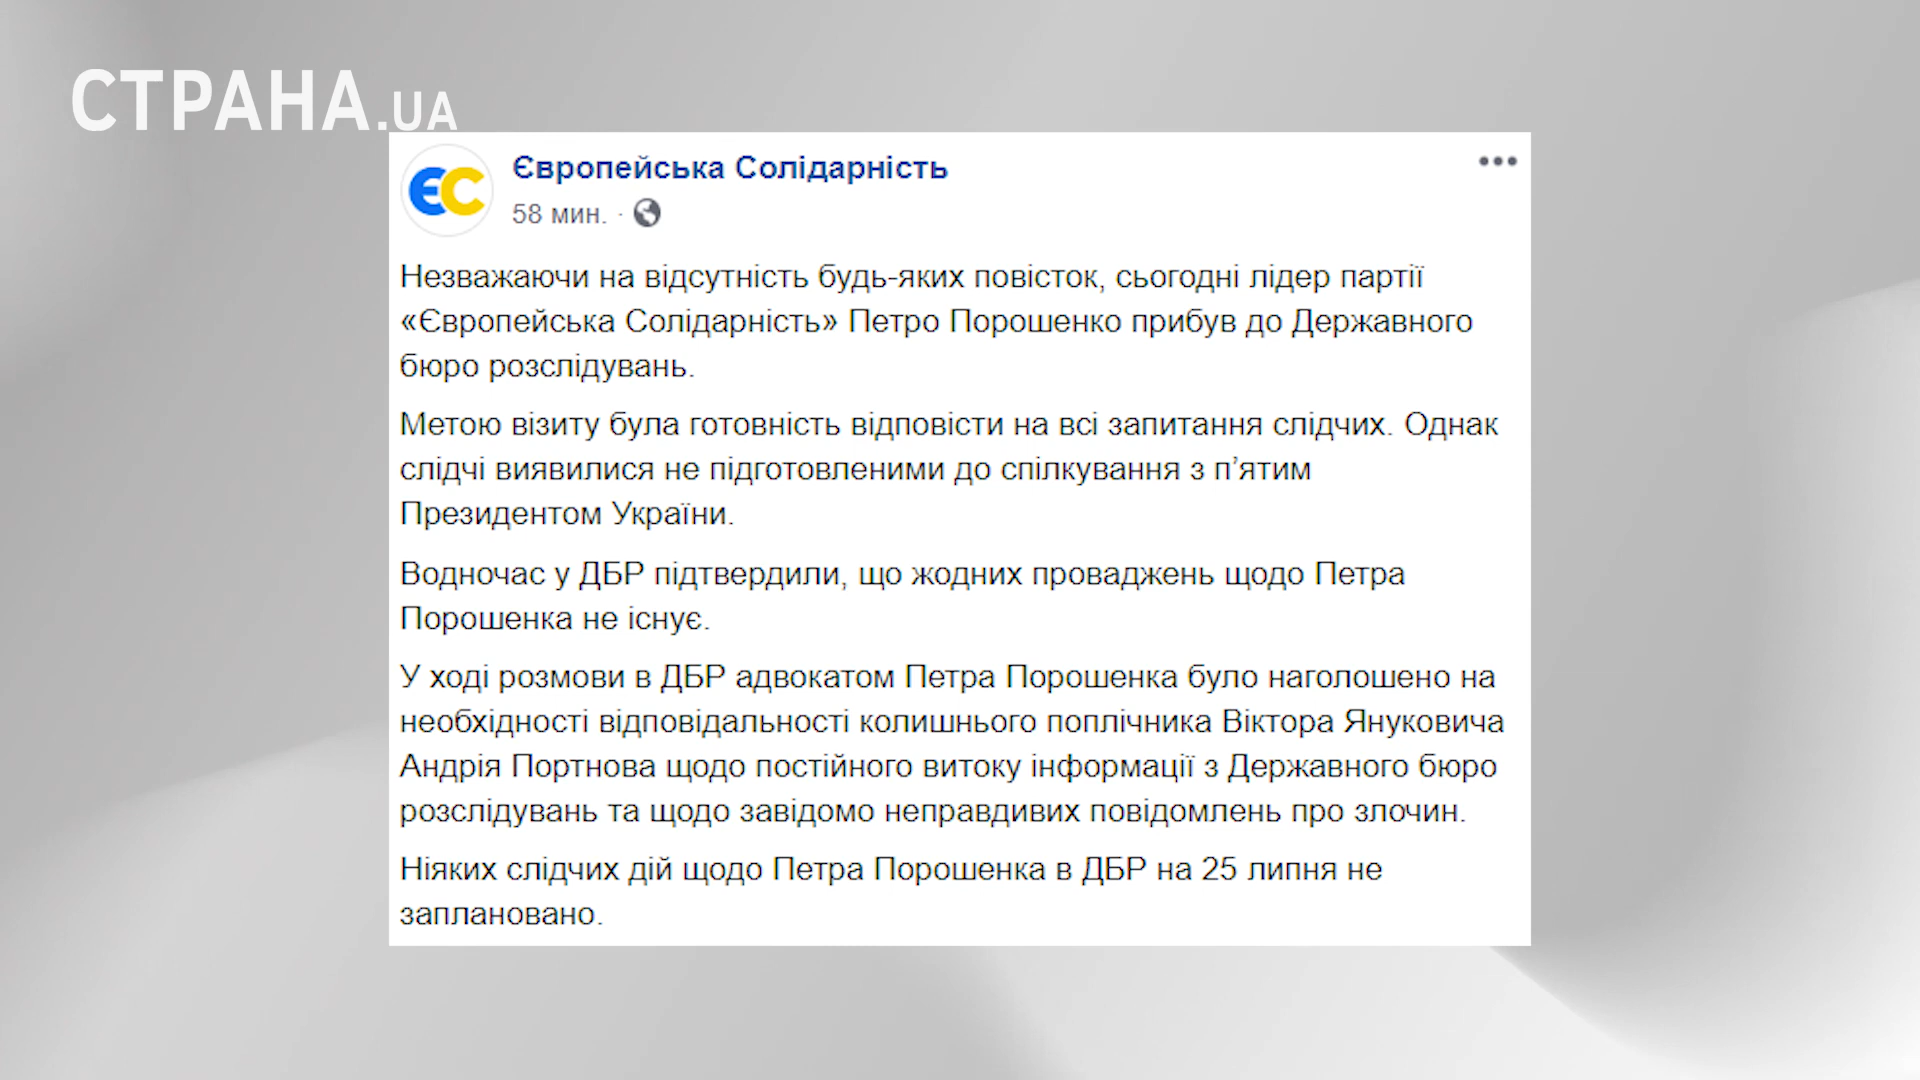 СТРАНА.UA
ЄС
Європейська Солідарність
58 мин. ·
Незважаючи на відсутність будь-яких повісток, сьогодні лідер партії
«Європейська Солідарність» Петро Порошенко прибув до Державного
бюро розслідувань.
Метою візиту була готовність відповісти на всі запитання слідчих. Однак
слідчі виявилися не підготовленими до спілкування з п’ятим
Президентом України.
Водночас у ДБР підтвердили, що жодних проваджень щодо Петра
Порошенка не існує.
У ході розмови в ДБР адвокатом Петра Порошенка було наголошено на
необхідності відповідальності колишнього поплічника Віктора Януковича
Андрія Портнова щодо постійного витоку інформації з Державного бюро
розслідувань та щодо завідомо неправдивих повідомлень про злочин.
Ніяких слідчих дій щодо Петра Порошенка в ДБР на 25 липня не
заплановано.